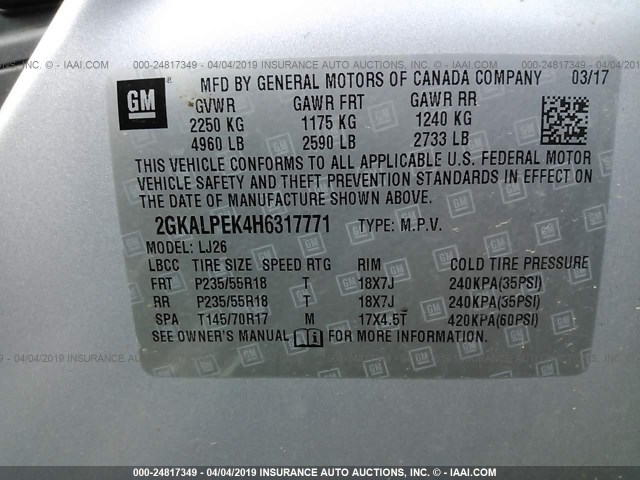 000-24817349 - 04/04/2019 INSURANCE AUTO AUCTIONS, INC. - IAAI.COM
GM
MFD BY GENERAL MOTORS OF CANADA COMPANY 03/17
GVWR GAWR FRT GAWR RR
2250 KG 1175 KG 1240 KG
4960 LB 2590 LB 2733 LB
THIS VEHICLE CONFORMS TO ALL APPLICABLE U.S. FEDERAL MOTOR
VEHICLE SAFETY AND THEFT PREVENTION STANDARDS IN EFFECT ON
THE DATE OF MANUFACTURE SHOWN ABOVE.
2GKALPEK4H6317771 TYPE: M.P.V.
MODEL: LJ26
LBCC TIRE SIZE SPEED RTG RIM COLD TIRE PRESSURE
FRT P235/55R18 T 18X7J 240KPA(35PSI)
RR P235/55R18 T 18X7J 240KPA(35PSI)
SPA T145/70R17 M 17X4.5T 420KPA(60PSI)
SEE OWNER'S MANUAL FOR MORE INFORMATION.
000-24817349 - 04/04/2019 INSURANCE AUTO AUCTIONS, INC. - IAAI.COM